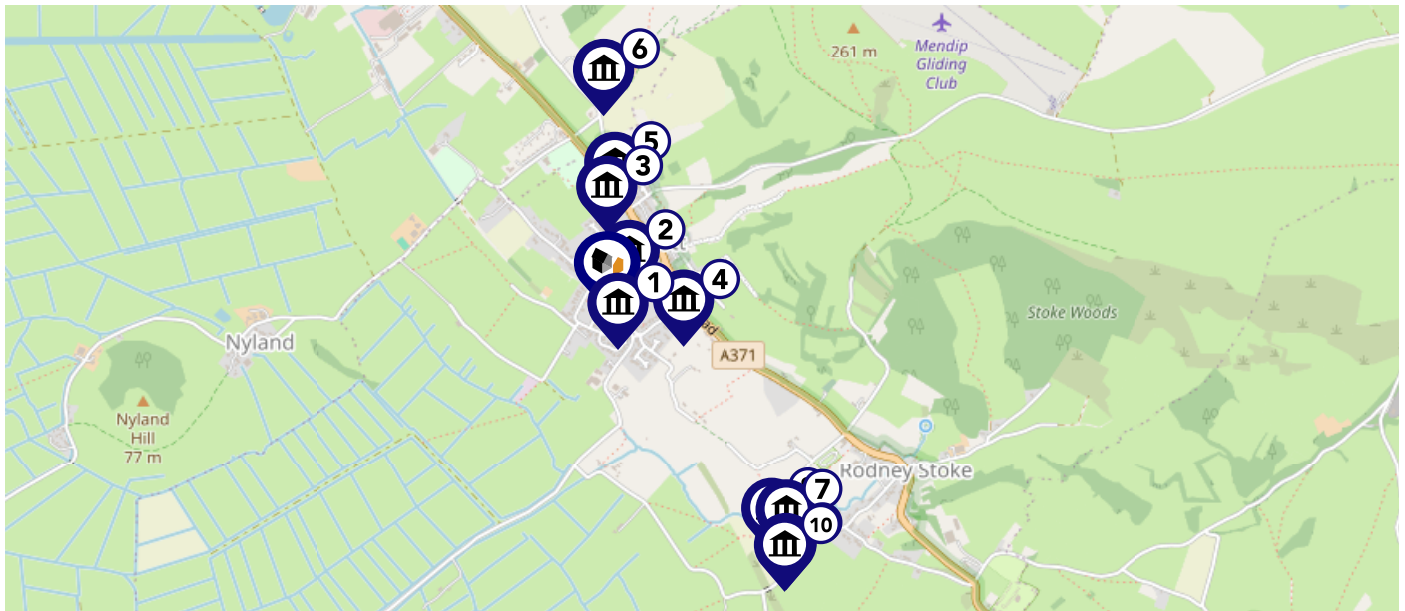 6
261 m
Mendip
Gliding
Club
5
3
2
1
4
ad
A371
Stoke Woods
Nyland
Nyland
Hill
77 m
Rodney Stoke
7
10